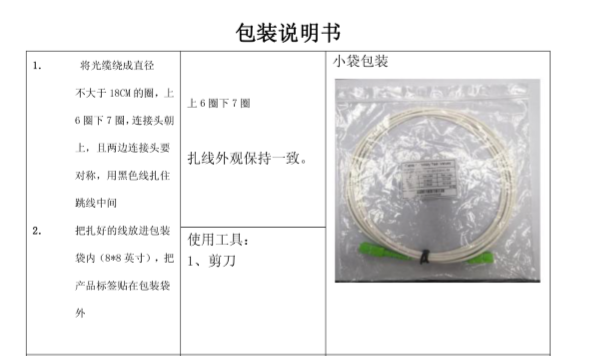 包装说明书
1. 将光缆绕成直径
不大于 18CM 的圈，上
6 圈下 7 圈，连接头朝
上，且两边连接头要
对称，用黑色线扎住
跳线中间
2. 把扎好的线放进包装
袋内（8*8 英寸），把
产品标签贴在包装袋
外
上 6 圈下 7 圈
扎线外观保持一致。
使用工具：
1、剪刀
小袋包装